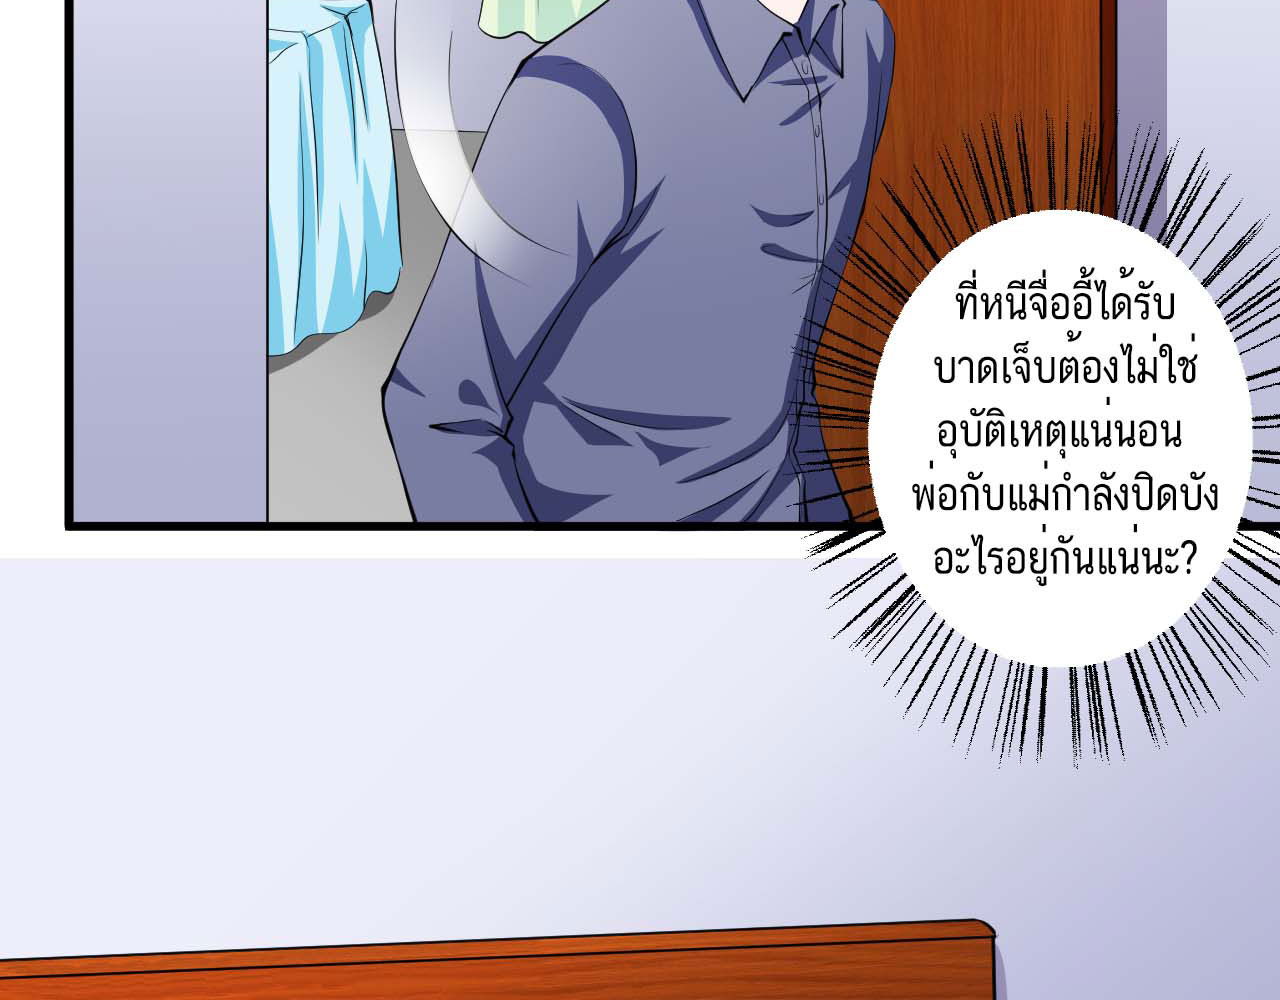 ที่หนีจื่ออี้ได้รับ
บาดเจ็บต้องไม่ใช่
อุบัติเหตุแน่นอน
พ่อกับแม่กำลังปิดบัง
อะไรอยู่กันแน่นะ?